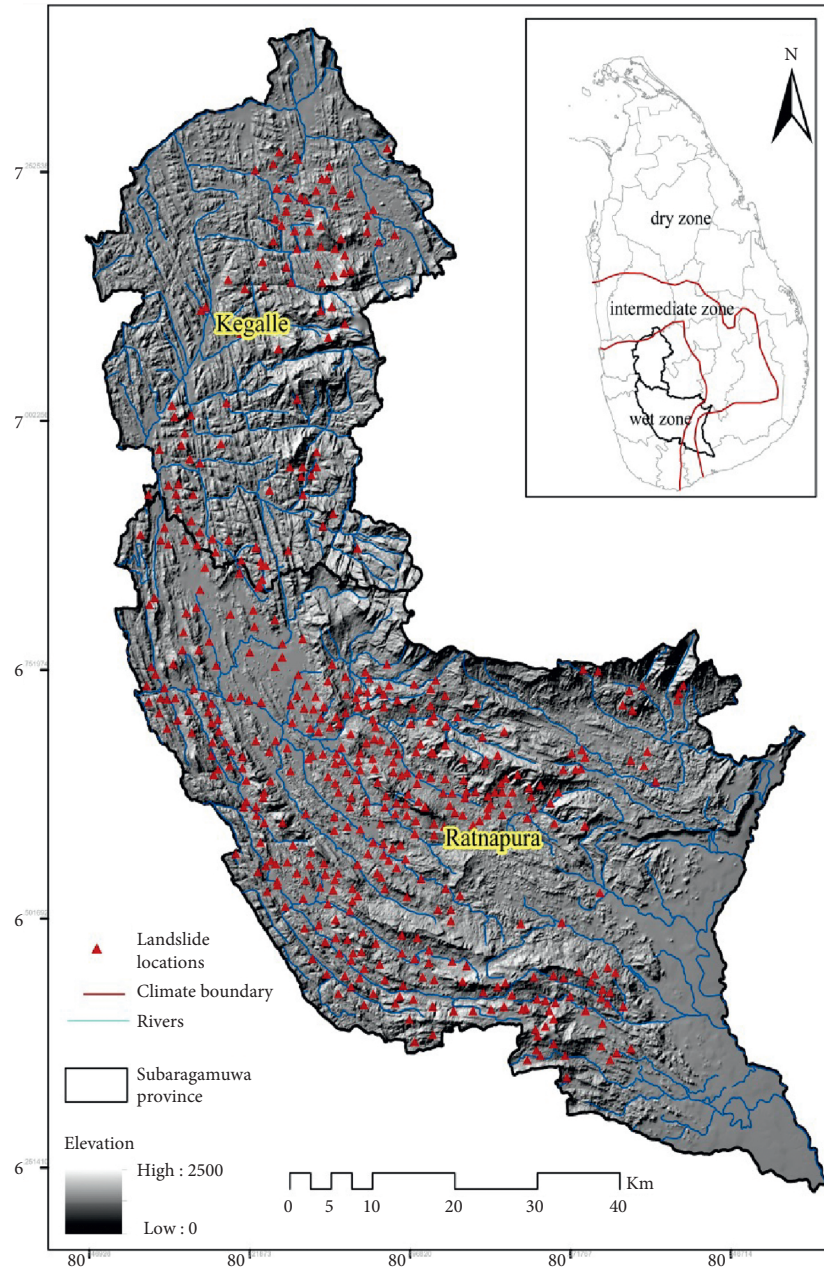 N
dry zone
intermediate zone
wet zone
Kegalle
Ratnapura
7
7
6
6
6
Landslide
locations
Climate boundary
Rivers
Subaragamuwa
province
Elevation
High : 2500
Low : 0
Km
0 5 10 20 30 40
80 80 80 80 80